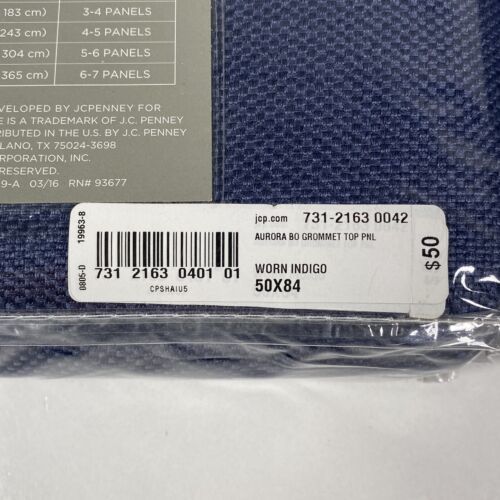 183 cm) 3-4 PANELS
243 cm) 4-5 PANELS
304 cm) 5-6 PANELS
365 cm) 6-7 PANELS
EVELOPED BY JCPENNEY FOR
E IS A TRADEMARK OF J.C. PENNEY
TRIBUTED IN THE U.S. BY J.C. PENNEY
LANO, TX 75024-3698
ORPORATION, INC.
RESERVED.
9-A 03/16 RN# 93677
19963-8
0805-D
731 2163 0401 01
CPSHAIU5
jcp.com 731-2163 0042
AURORA BO GROMMET TOP PNL
WORN INDIGO
50X84
$50